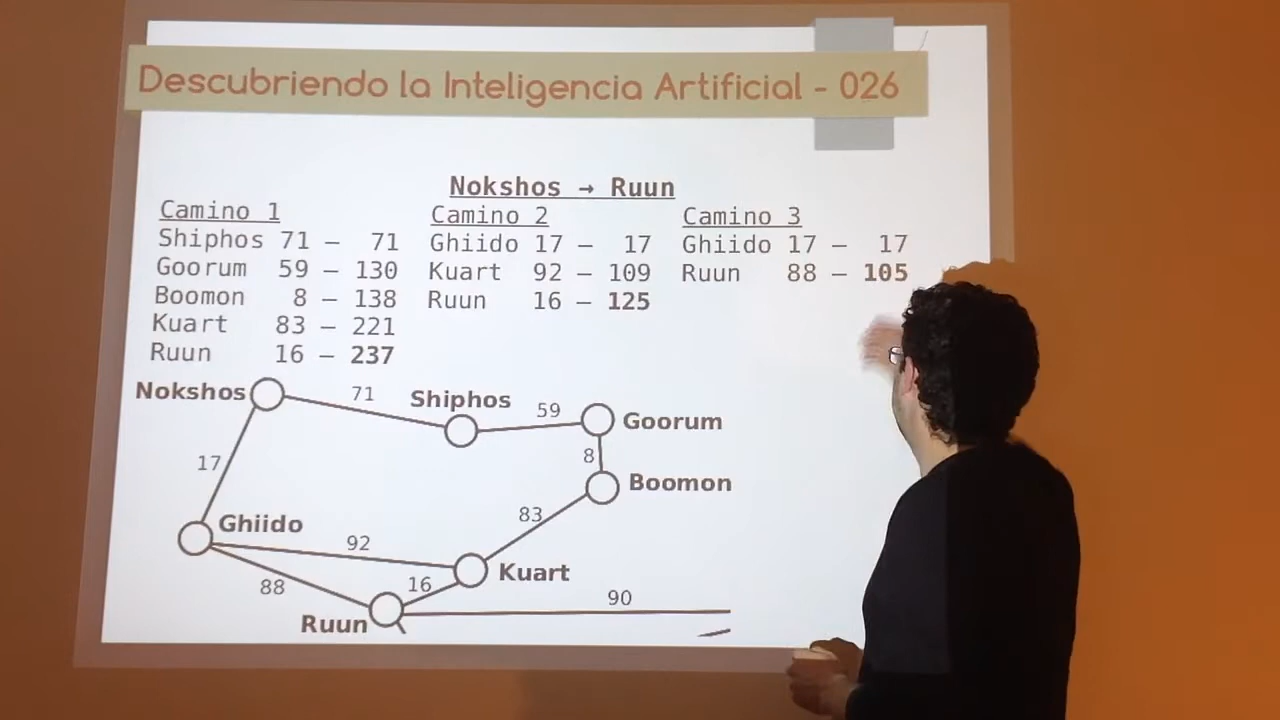 Descubriendo la Inteligencia Artificial - 026
Nokshos → Ruun
Camino 1
Shiphos 71 – 71
Goorum 59 – 130
Boomon 8 – 138
Kuart 83 – 221
Ruun 16 – 237
Camino 2
Ghiido 17 – 17
Kuart 92 – 109
Ruun 16 – 125
Camino 3
Ghiido 17 – 17
Ruun 88 – 105
Nokshos
71
Shiphos
59
Goorum
8
Boomon
17
83
Ghiido
92
Kuart
88
16
90
Ruun